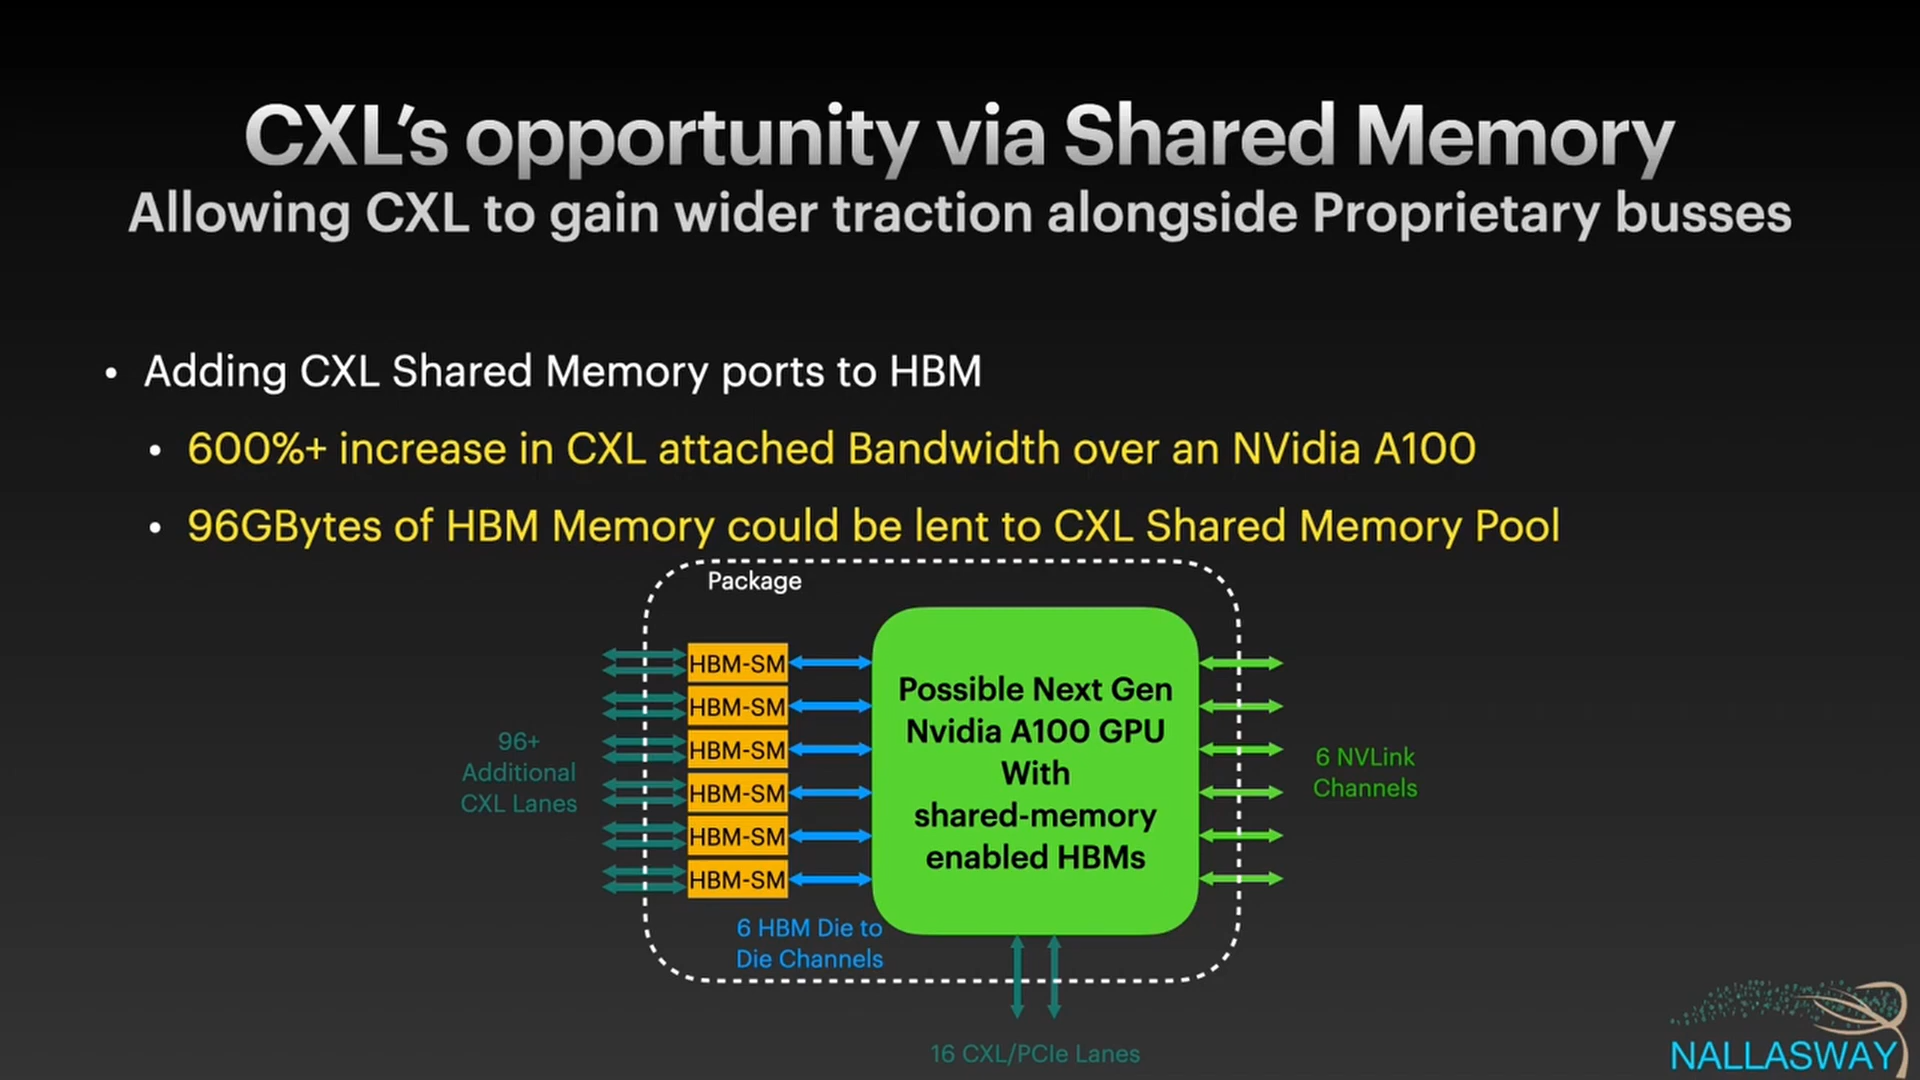 CXL's opportunity via Shared Memory
Allowing CXL to gain wider traction alongside Proprietary busses
• Adding CXL Shared Memory ports to HBM
• 600%+ increase in CXL attached Bandwidth over an NVidia A100
• 96GBytes of HBM Memory could be lent to CXL Shared Memory Pool
Package
HBM-SM
HBM-SM
HBM-SM
HBM-SM
HBM-SM
HBM-SM
96+
Additional
CXL Lanes
Possible Next Gen
Nvidia A100 GPU
With
shared-memory
enabled HBMs
6 NVLink
Channels
6 HBM Die to
Die Channels
16 CXL/PCIe Lanes
NALLASWAY